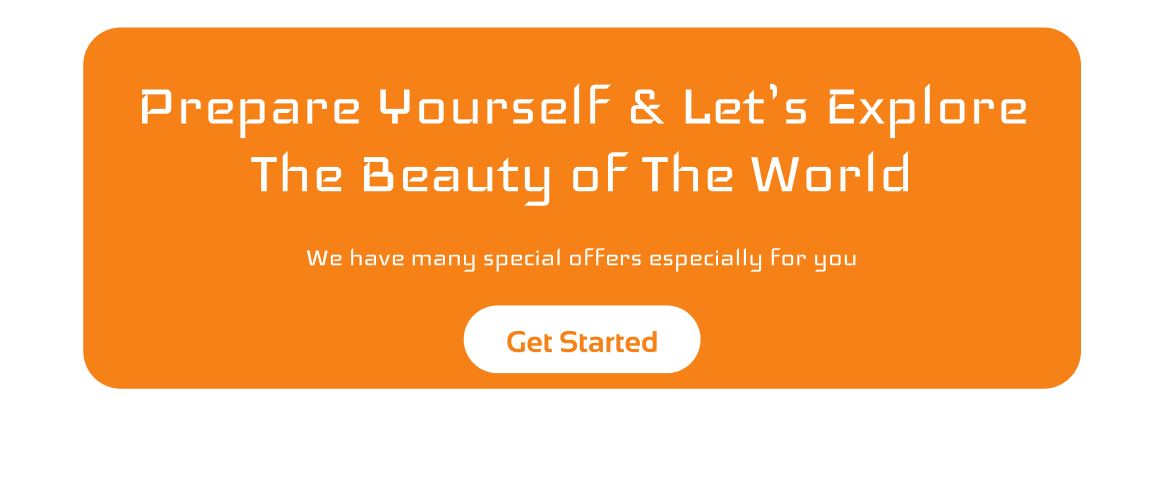 Prepare Yourself & Let's Explore
The Beauty of The World
We have many special offers especially for you
Get Started